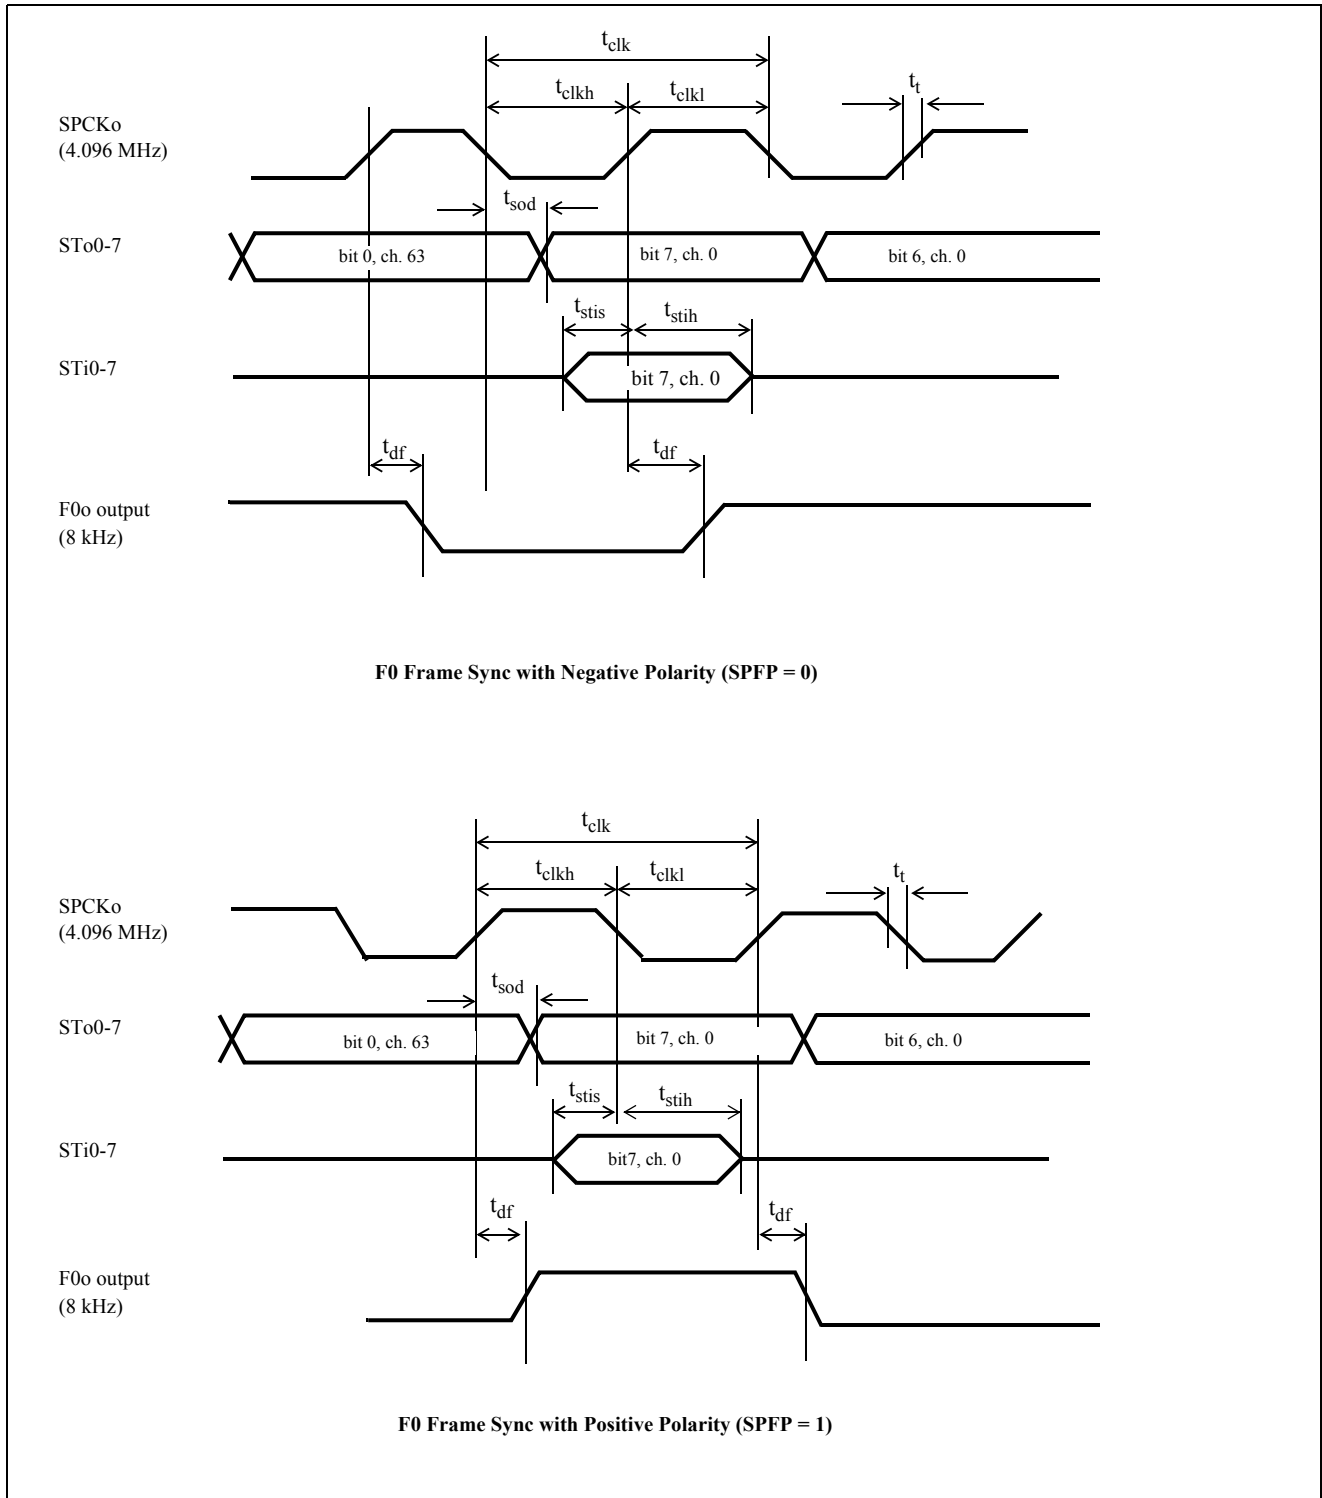 tclk
tclkh tclkl tt
SPCKo
(4.096 MHz)
tsod
STo0-7
bit 0, ch. 63 bit 7, ch. 0 bit 6, ch. 0
tstis tstih
STi0-7
bit 7, ch. 0
tdf tdf
F0o output
(8 kHz)
F0 Frame Sync with Negative Polarity (SPFP = 0)
tclk
tclkh tclkl tt
SPCKo
(4.096 MHz)
tsod
STo0-7
bit 0, ch. 63 bit 7, ch. 0 bit 6, ch. 0
tstis tstih
STi0-7
bit7, ch. 0
tdf tdf
F0o output
(8 kHz)
F0 Frame Sync with Positive Polarity (SPFP = 1)